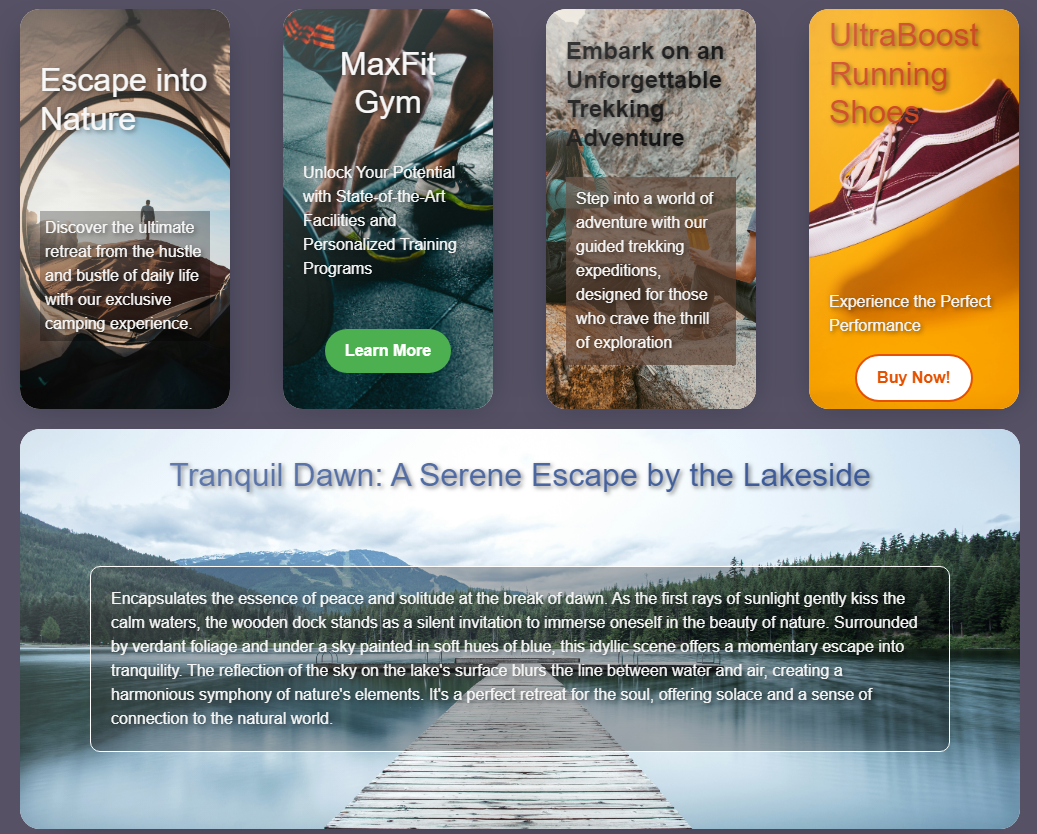 Escape into
Nature
Discover the ultimate
retreat from the hustle
and bustle of daily life
with our exclusive
camping experience.
MaxFit
Gym
Unlock Your Potential
with State-of-the-Art
Facilities and
Personalized Training
Programs
Learn More
Embark on an
Unforgettable
Trekking
Adventure
Step into a world of
adventure with our
guided trekking
expeditions,
designed for those
who crave the thrill
of exploration
UltraBoost
Running
Shoes
Experience the Perfect
Performance
Buy Now!
Tranquil Dawn: A Serene Escape by the Lakeside
Encapsulates the essence of peace and solitude at the break of dawn. As the first rays of sunlight gently kiss the
calm waters, the wooden dock stands as a silent invitation to immerse oneself in the beauty of nature. Surrounded
by verdant foliage and under a sky painted in soft hues of blue, this idyllic scene offers a momentary escape into
tranquility. The reflection of the sky on the lake's surface blurs the line between water and air, creating a
harmonious symphony of nature's elements. It's a perfect retreat for the soul, offering solace and a sense of
connection to the natural world.